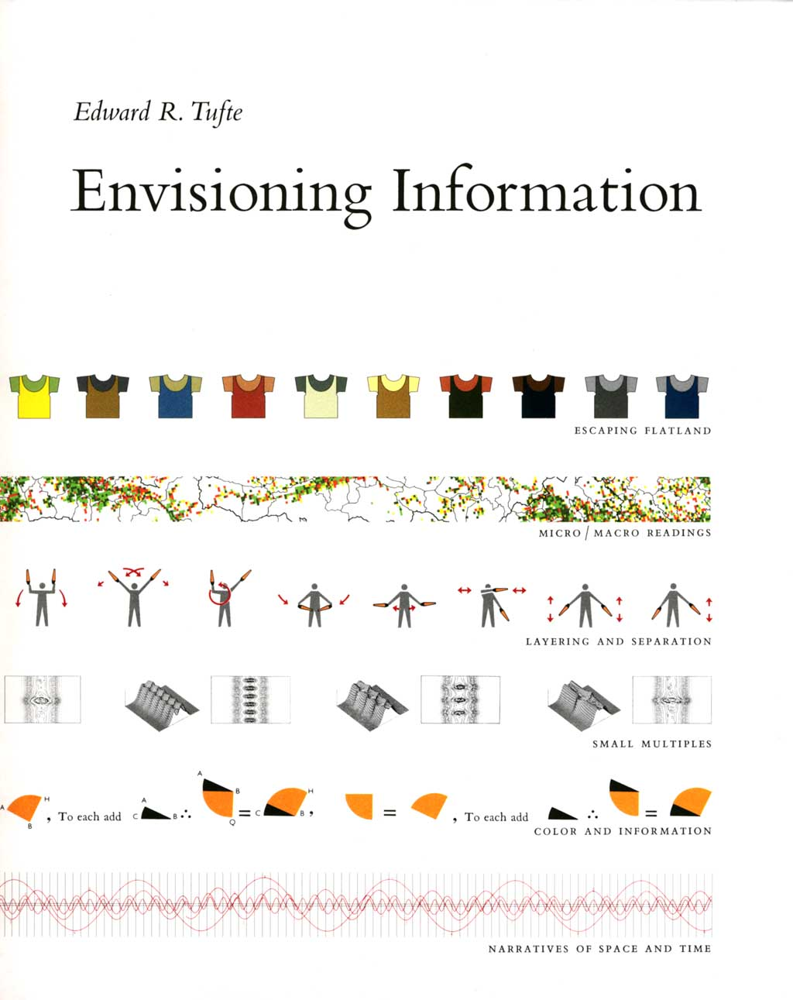 Edward R. Tufte
Envisioning Information
ESCAPING FLATLAND
MICRO / MACRO READINGS
LAYERING AND SEPARATION
SMALL MULTIPLES
A H B , To each add A C B ∴ A B Q = C H B , = , To each add ∴ =
COLOR AND INFORMATION
NARRATIVES OF SPACE AND TIME